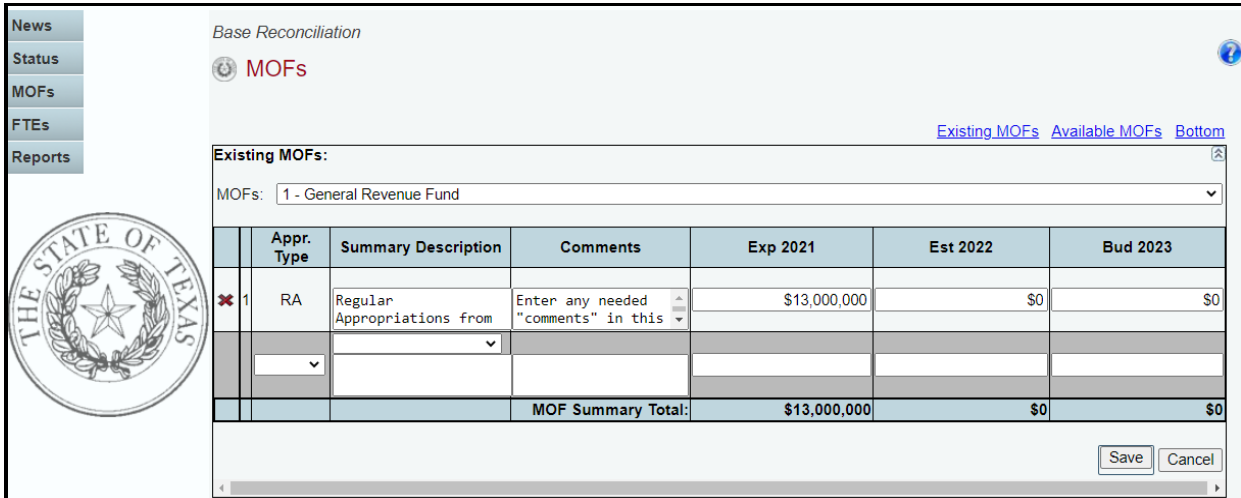 News
Status
MOFs
FTEs
Reports
THE STATE OF TEXAS
Base Reconciliation
MOFs
?
Existing MOFs Available MOFs Bottom
Existing MOFs:
MOFs: 1 - General Revenue Fund
Appr. Type Summary Description Comments Exp 2021 Est 2022 Bud 2023
1 RA Regular Appropriations from Enter any needed "comments" in this $13,000,000 $0 $0
MOF Summary Total: $13,000,000 $0 $0
Save Cancel